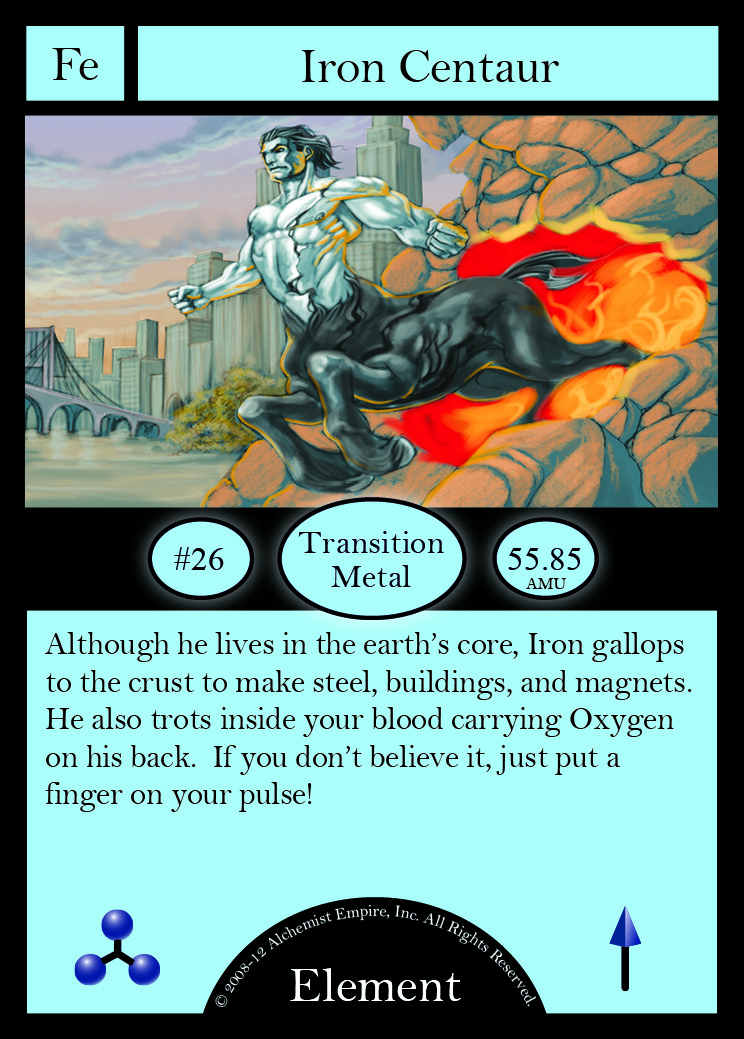 Fe
Iron Centaur
#26
Transition
Metal
55.85
AMU
Although he lives in the earth's core, Iron gallops
to the crust to make steel, buildings, and magnets.
He also trots inside your blood carrying Oxygen
on his back.  If you don't believe it, just put a
finger on your pulse!
© 2008-12 Alchemist Empire, Inc. All Rights Reserved.
Element